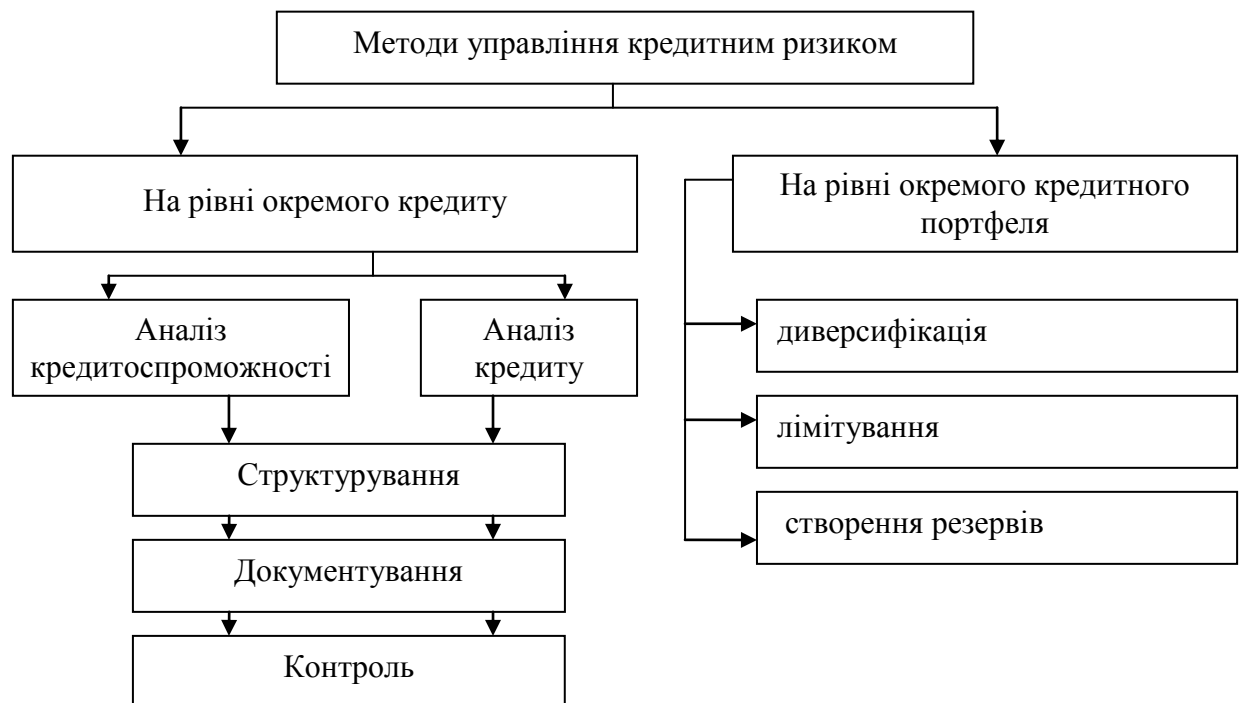 Методи управління кредитним ризиком
На рівні окремого кредиту
На рівні окремого кредитного
портфеля
Аналіз
кредитоспроможності
Аналіз
кредиту
Структурування
Документування
Контроль
диверсифікація
лімітування
створення резервів